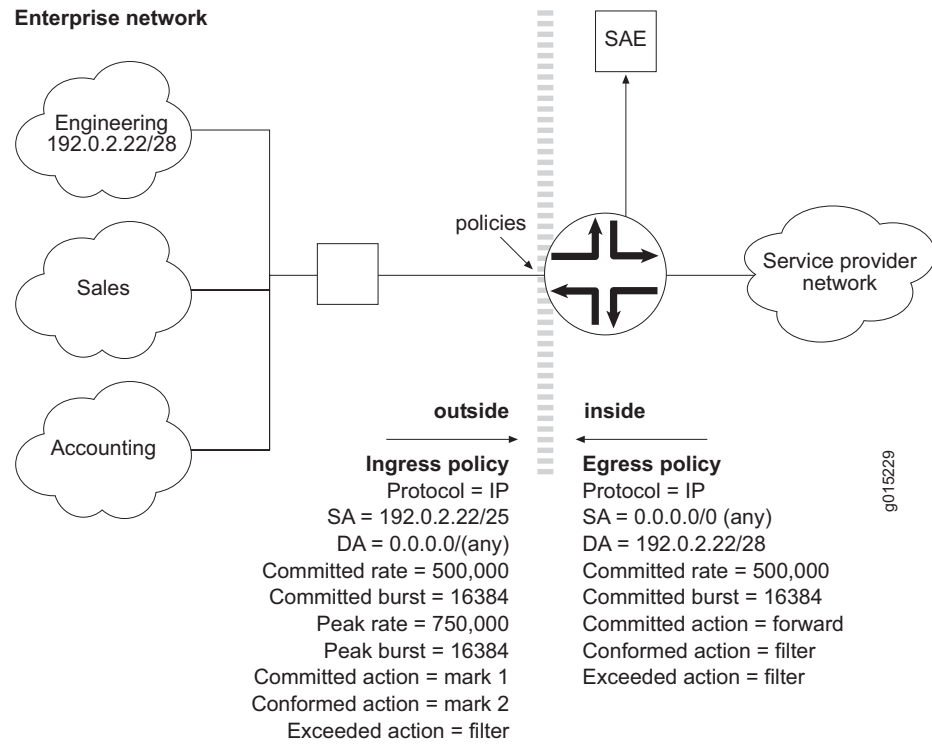 Enterprise network
SAE
Engineering
192.0.2.22/28
policies
Sales
Service provider
network
Accounting
outside
inside
Ingress policy
Protocol = IP
SA = 192.0.2.22/25
DA = 0.0.0.0/(any)
Committed rate = 500,000
Committed burst = 16384
Peak rate = 750,000
Peak burst = 16384
Committed action = mark 1
Conformed action = mark 2
Exceeded action = filter
Egress policy
Protocol = IP
SA = 0.0.0.0/0 (any)
DA = 192.0.2.22/28
Committed rate = 500,000
Committed burst = 16384
Committed action = forward
Conformed action = filter
Exceeded action = filter
g015229